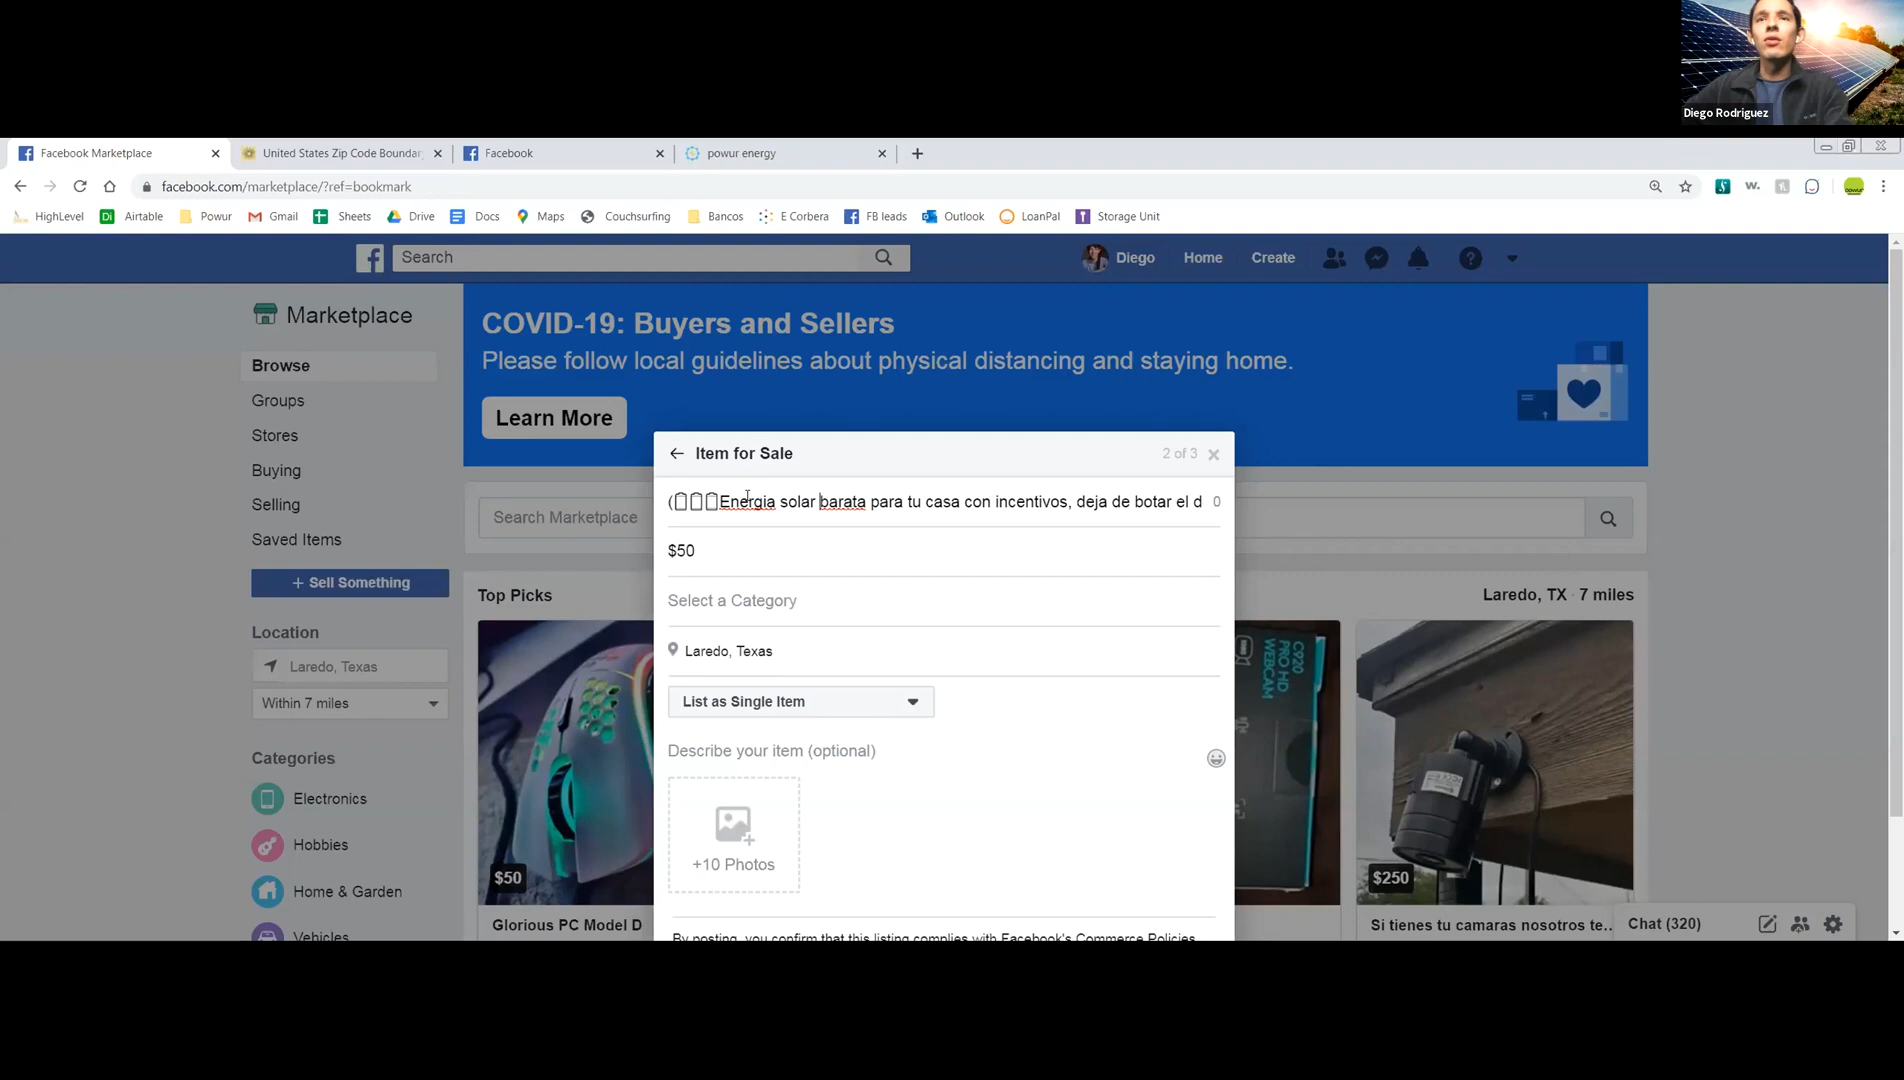 Diego Rodriguez
Facebook Marketplace
United States Zip Code Boundar
Facebook
powur energy
facebook.com/marketplace/?ref=bookmark
HighLevel
Airtable
Powur
Gmail
Sheets
Drive
Docs
Maps
Couchsurfing
Bancos
E Corbera
FB leads
Outlook
LoanPal
Storage Unit
Search
Diego
Home
Create
Marketplace
COVID-19: Buyers and Sellers
Please follow local guidelines about physical distancing and staying home.
Learn More
Browse
Groups
Stores
Buying
Selling
Saved Items
+ Sell Something
Location
Laredo, Texas
Within 7 miles
Categories
Electronics
Hobbies
Home & Garden
Vehicles
Search Marketplace
Top Picks
Laredo, TX · 7 miles
Item for Sale
2 of 3
(Energia solar barata para tu casa con incentivos, deja de botar el d
0
$50
Select a Category
Laredo, Texas
List as Single Item
Describe your item (optional)
+10 Photos
By posting, you confirm that this listing complies with Facebook's Commerce Policies
$50
Glorious PC Model D
C920
PRO HD
WEBCAM
$250
Si tienes tu camaras nosotros te...
Chat (320)